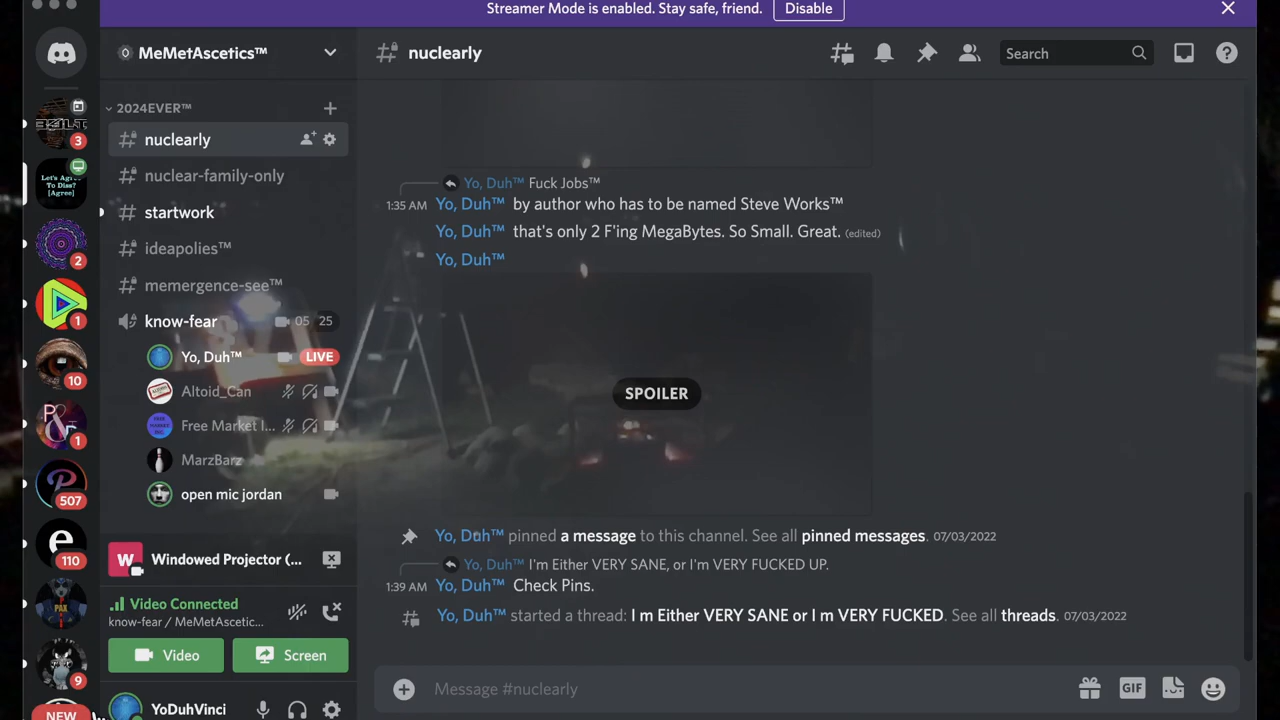 Streamer Mode is enabled. Stay safe, friend. Disable
MeMetAscetics™
nuclearly
Search
2024EVER™
nuclearly
nuclear-family-only
startwork
ideapolies™
memergence-see™
know-fear 05 25
Yo, Duh™ LIVE
Altoid_Can
Free Market I...
MarzBarz
open mic jordan
Windowed Projector (...
Video Connected
know-fear / MeMetAscetic...
Video
Screen
YoDuhVinci
3
Let's Agree
To Dias?
[Agree]
2
1
10
1
507
110
PAX
9
NEW
Yo, Duh™ Fuck Jobs™
1:35 AM Yo, Duh™ by author who has to be named Steve Works™
Yo, Duh™ that's only 2 F'ing MegaBytes. So Small. Great. (edited)
Yo, Duh™
SPOILER
Yo, Duh™ pinned a message to this channel. See all pinned messages. 07/03/2022
Yo, Duh™ I'm Either VERY SANE, or I'm VERY FUCKED UP.
1:39 AM Yo, Duh™ Check Pins.
Yo, Duh™ started a thread: I m Either VERY SANE or I m VERY FUCKED. See all threads. 07/03/2022
Message #nuclearly
GIF